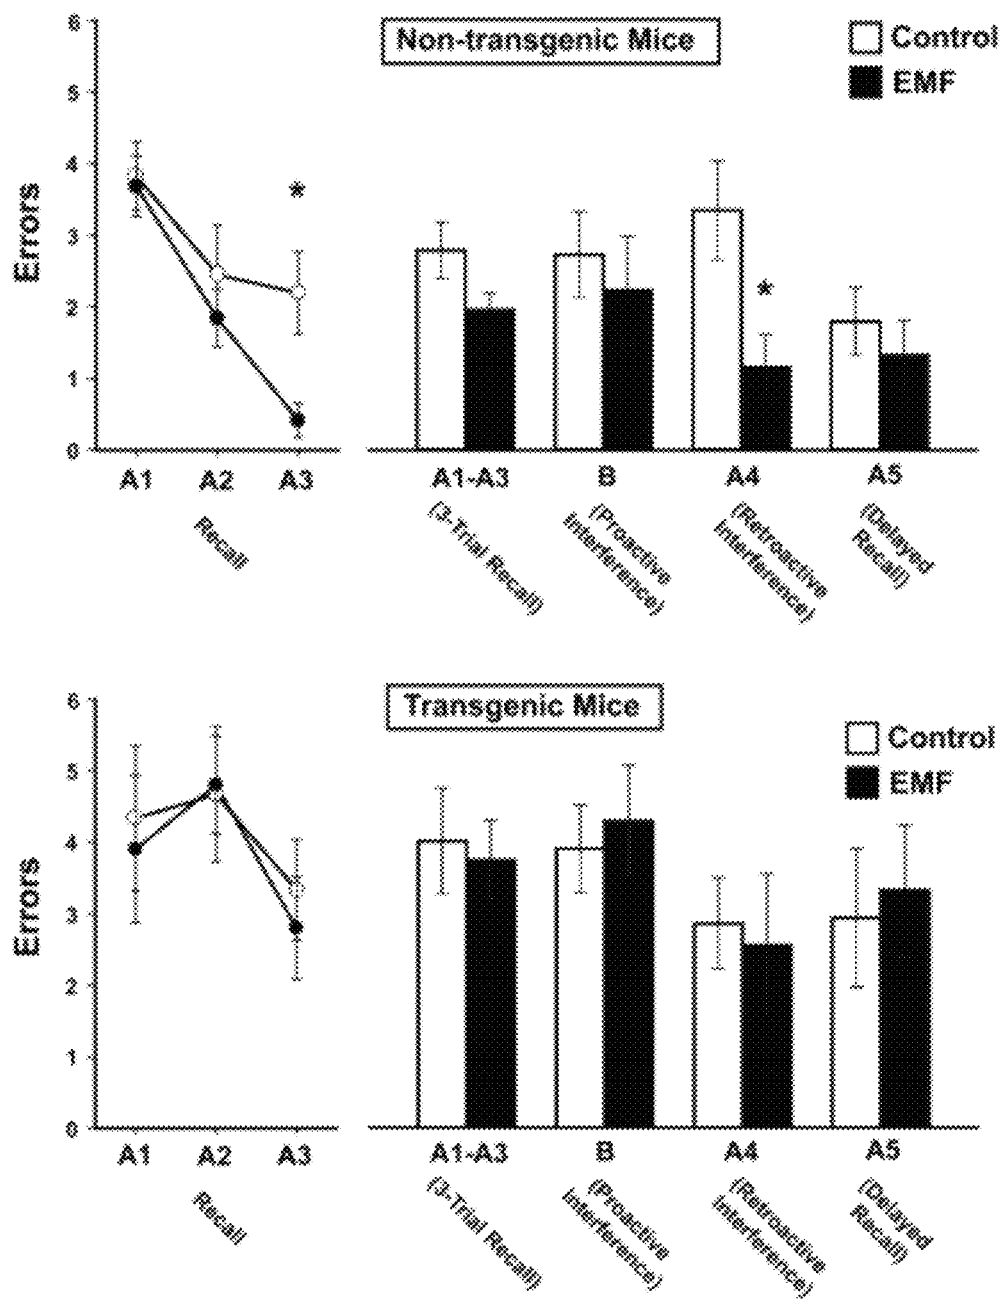 Non-transgenic Mice
Control
EMF
Errors
6
5
4
3
2
1
0
*
*
A1 A2 A3
Recall
A1-A3 B A4 A5
(3-Trial Recall)
(Proactive
Interference)
(Retroactive
Interference)
(Delayed
Recall)
Transgenic Mice
Control
EMF
Errors
6
5
4
3
2
1
0
A1 A2 A3
Recall
A1-A3 B A4 A5
(3-Trial Recall)
(Proactive
Interference)
(Retroactive
Interference)
(Delayed
Recall)